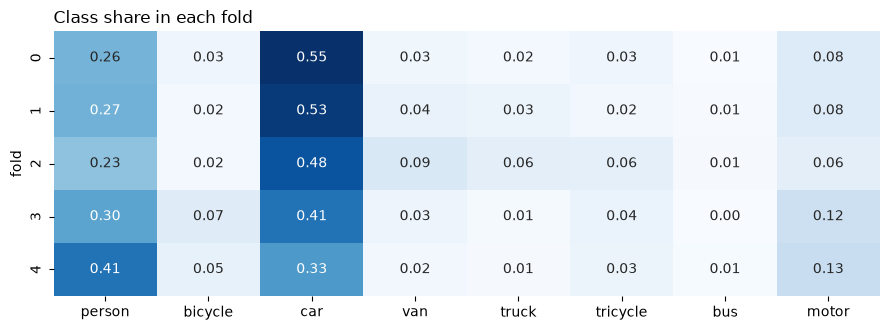 Class share in each fold
fold
0 0.26 0.03 0.55 0.03 0.02 0.03 0.01 0.08
1 0.27 0.02 0.53 0.04 0.03 0.02 0.01 0.08
2 0.23 0.02 0.48 0.09 0.06 0.06 0.01 0.06
3 0.30 0.07 0.41 0.03 0.01 0.04 0.00 0.12
4 0.41 0.05 0.33 0.02 0.01 0.03 0.01 0.13
person bicycle car van truck tricycle bus motor